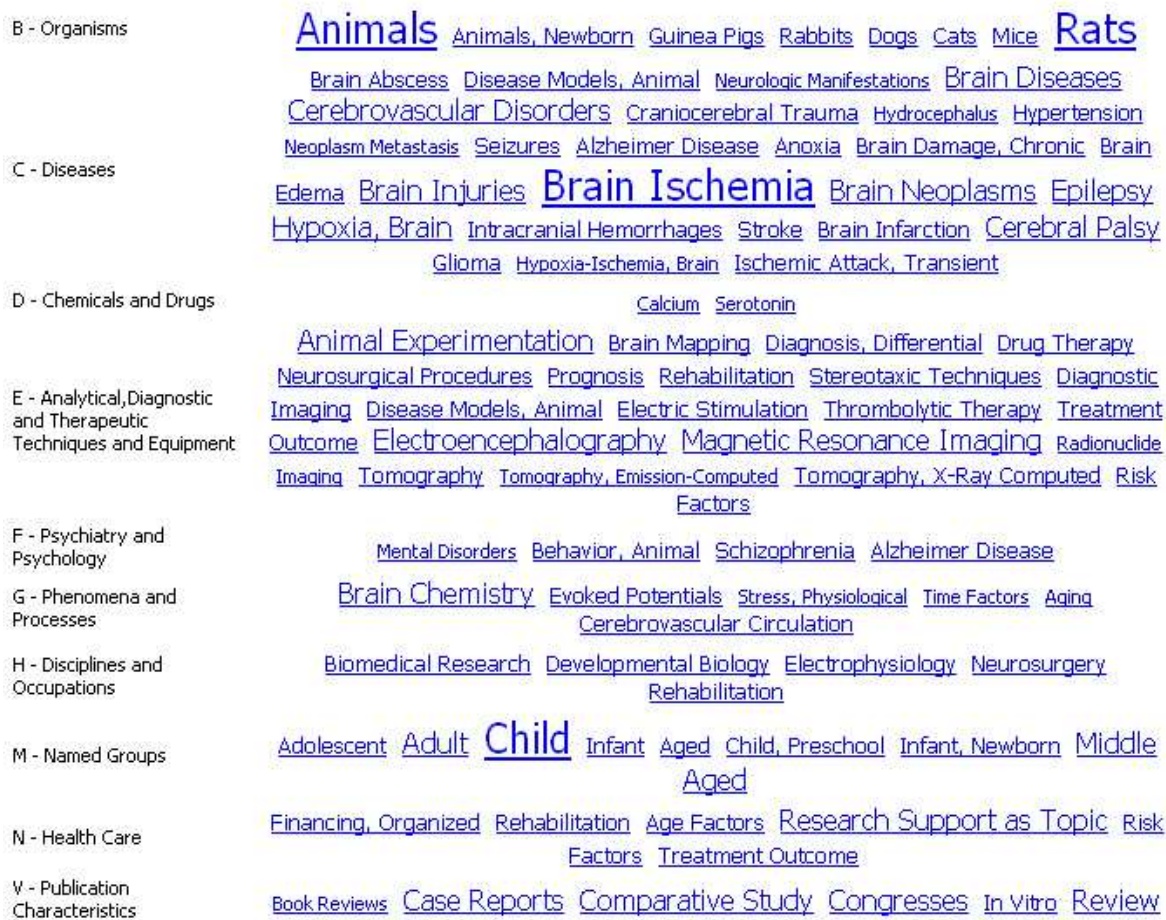 B - Organisms
Animals Animals, Newborn Guinea Pigs Rabbits Dogs Cats Mice Rats
C - Diseases
Brain Abscess Disease Models, Animal Neurologic Manifestations Brain Diseases
Cerebrovascular Disorders Craniocerebral Trauma Hydrocephalus Hypertension
Neoplasm Metastasis Seizures Alzheimer Disease Anoxia Brain Damage, Chronic Brain
Edema Brain Injuries Brain Ischemia Brain Neoplasms Epilepsy
Hypoxia, Brain Intracranial Hemorrhages Stroke Brain Infarction Cerebral Palsy
Glioma Hypoxia-Ischemia, Brain Ischemic Attack, Transient
D - Chemicals and Drugs
Calcium Serotonin
E - Analytical,Diagnostic
and Therapeutic
Techniques and Equipment
Animal Experimentation Brain Mapping Diagnosis, Differential Drug Therapy
Neurosurgical Procedures Prognosis Rehabilitation Stereotaxic Techniques Diagnostic
Imaging Disease Models, Animal Electric Stimulation Thrombolytic Therapy Treatment
Outcome Electroencephalography Magnetic Resonance Imaging Radionuclide
Imaging Tomography Tomography, Emission-Computed Tomography, X-Ray Computed Risk
Factors
F - Psychiatry and
Psychology
Mental Disorders Behavior, Animal Schizophrenia Alzheimer Disease
G - Phenomena and
Processes
Brain Chemistry Evoked Potentials Stress, Physiological Time Factors Aging
Cerebrovascular Circulation
H - Disciplines and
Occupations
Biomedical Research Developmental Biology Electrophysiology Neurosurgery
Rehabilitation
M - Named Groups
Adolescent Adult Child Infant Aged Child, Preschool Infant, Newborn Middle
Aged
N - Health Care
Financing, Organized Rehabilitation Age Factors Research Support as Topic Risk
Factors Treatment Outcome
V - Publication
Characteristics
Book Reviews Case Reports Comparative Study Congresses In Vitro Review